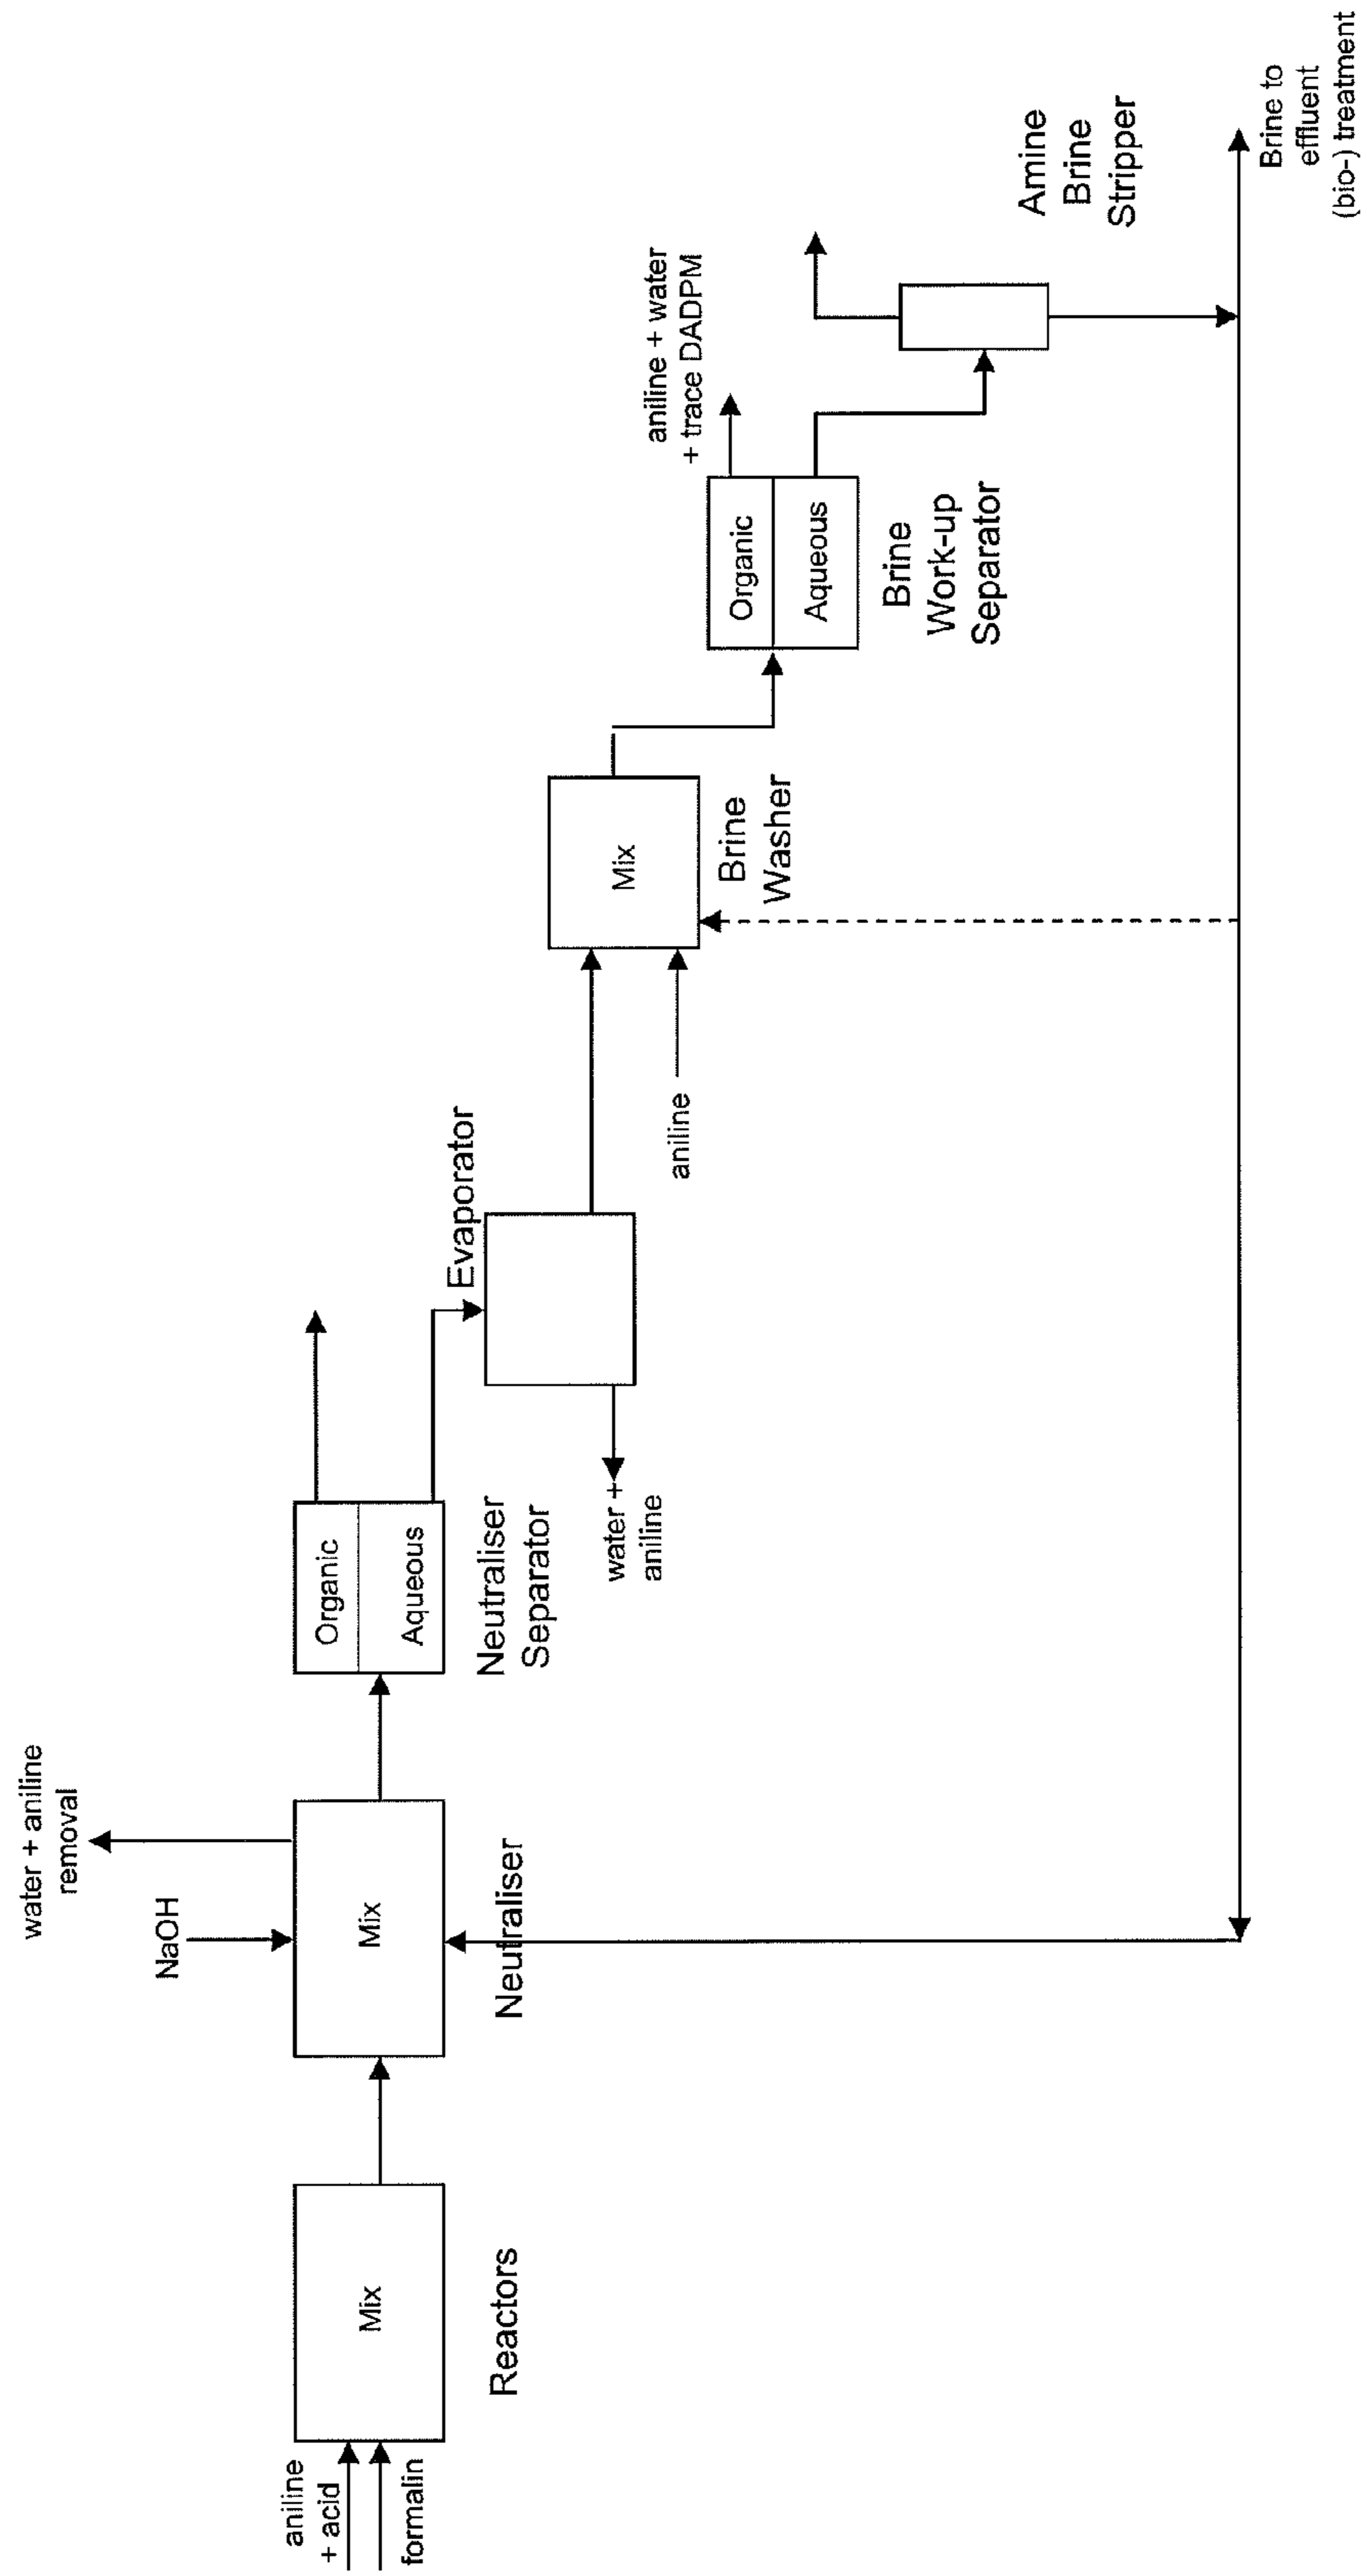 aniline
+ acid
formalin
Mix
Reactors
NaOH
water + aniline
removal
Mix
Neutraliser
Organic
Aqueous
Neutraliser
Separator
Evaporator
water +
aniline
aniline
Mix
Brine
Washer
Organic
Aqueous
Brine
Work-up
Separator
aniline + water
+ trace DADPM
Amine
Brine
Stripper
Brine to
effluent
(bio-) treatment